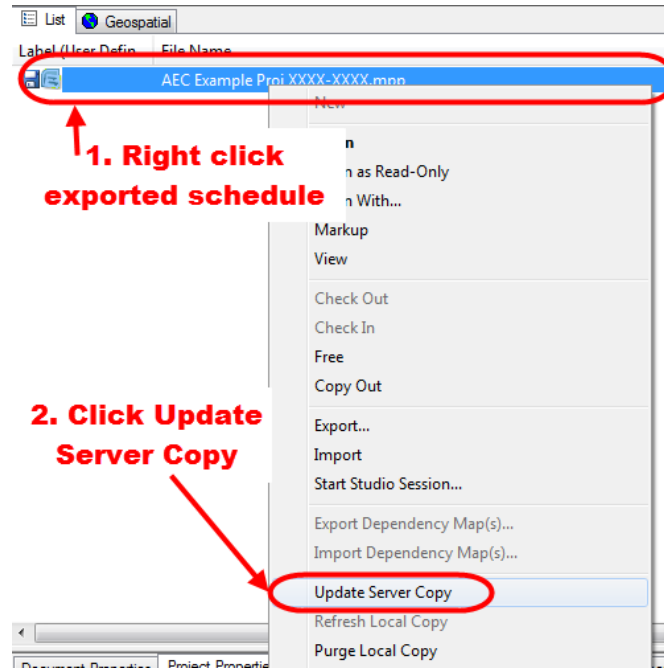 List Geospatial
Label (User Defin... File Name
AEC Example Proj XXXX-XXXX.mpp
New
1. Right click
exported schedule
as Read-Only
With...
Markup
View
Check Out
Check In
Free
Copy Out
2. Click Update
Server Copy
Export...
Import
Start Studio Session...
Export Dependency Map(s)...
Import Dependency Map(s)...
Update Server Copy
Refresh Local Copy
Purge Local Copy
Document Properties Project Propertie